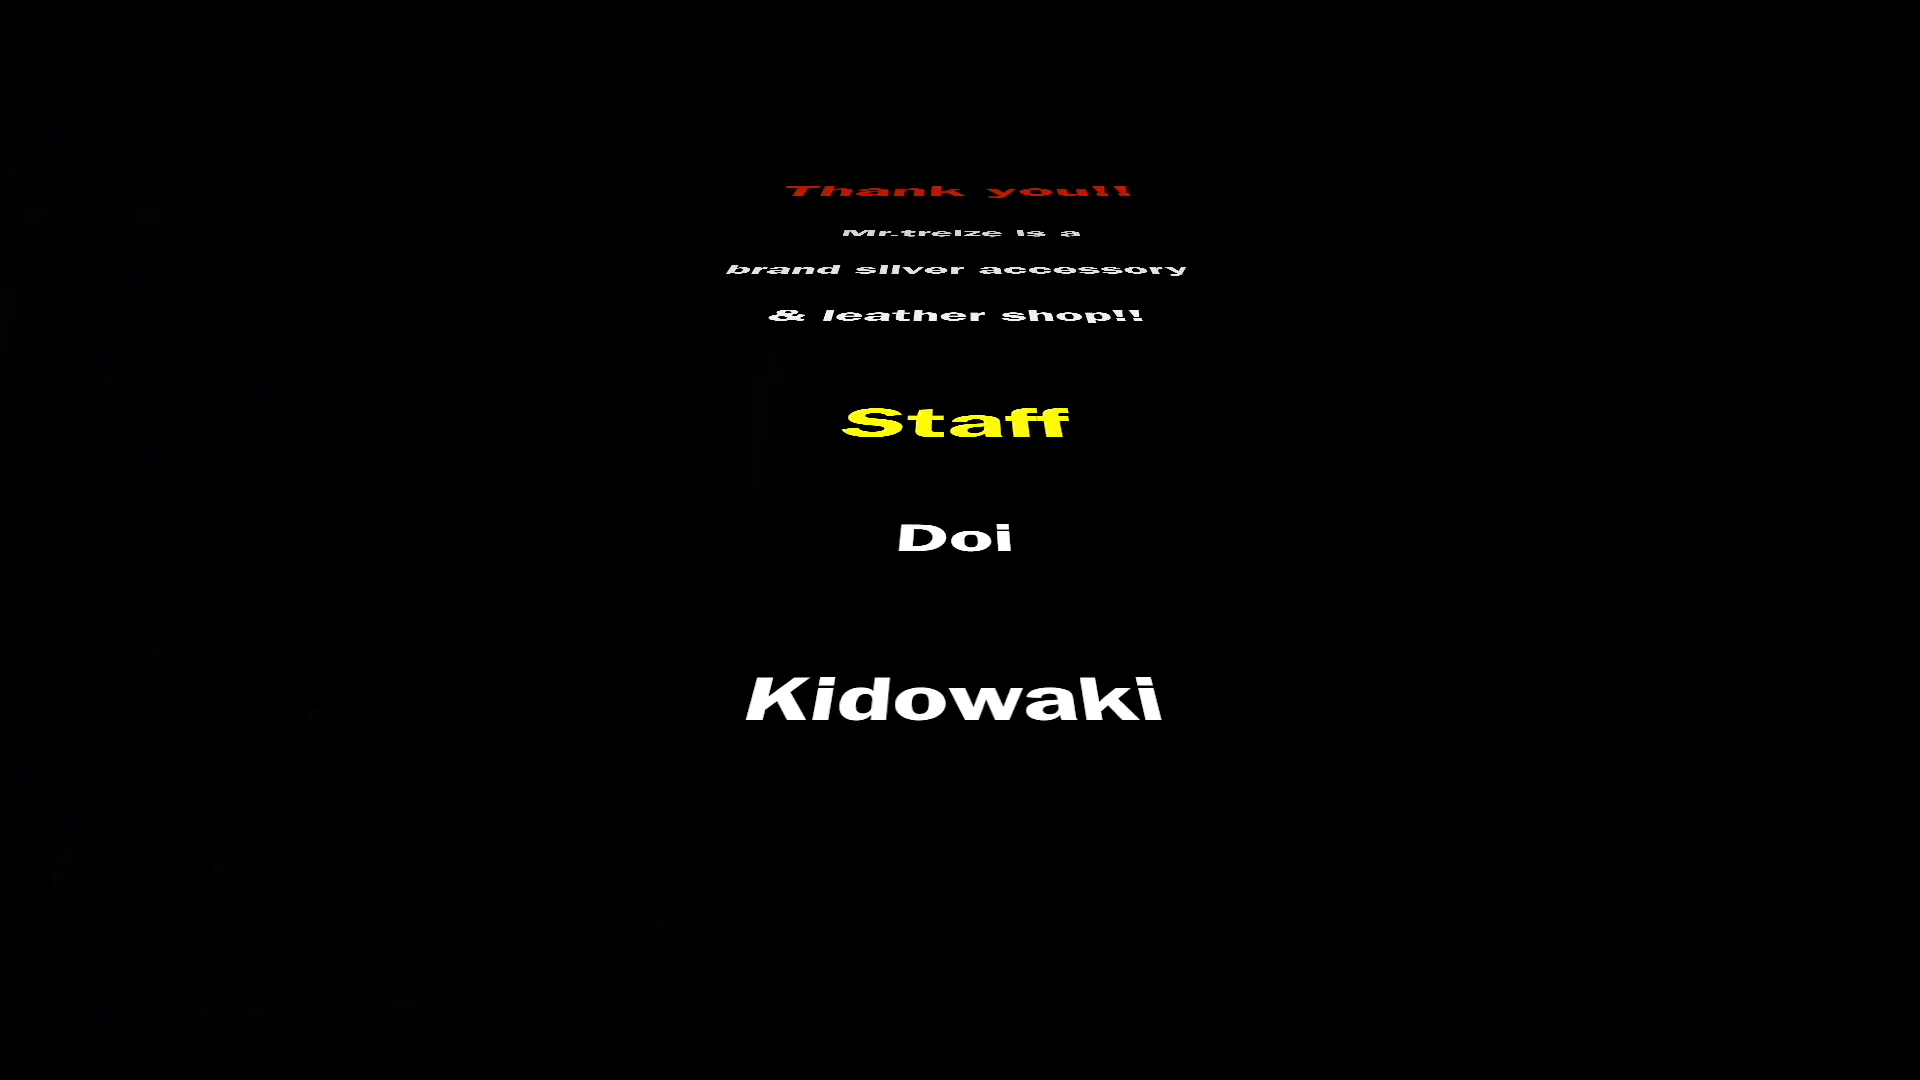 Thank you!!
Mr.treize is a
brand silver accessory
& leather shop!!
Staff
Doi
Kidowaki